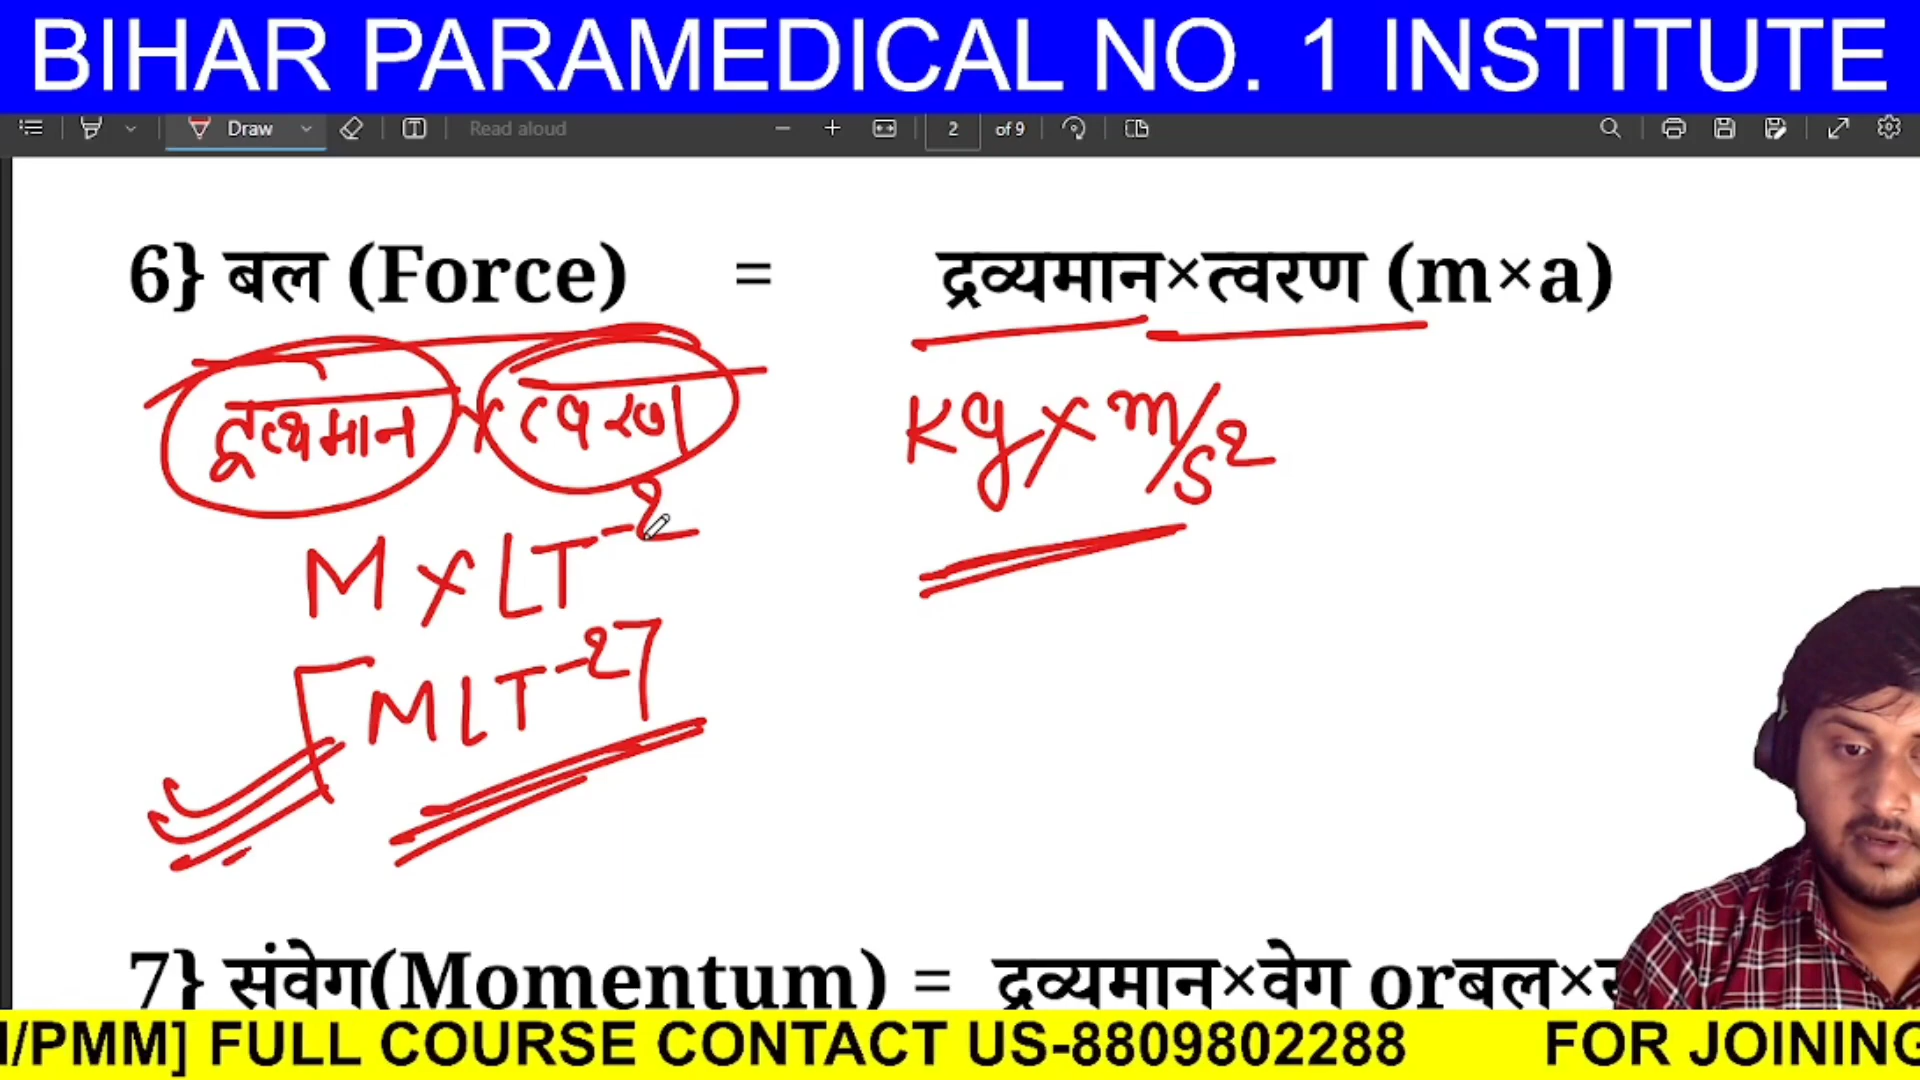 BIHAR PARAMEDICAL NO. 1 INSTITUTE
Draw Read aloud 2 of 9
6} बल (Force) = द्रव्यमान×त्वरण (m×a)
द्रव्यमान × त्वरण
Kg × m/s²
M × LT⁻²
[MLT⁻²]
7} संवेग(Momentum) = द्रव्यमान×वेग orबल×
/PMM] FULL COURSE CONTACT US-8809802288 FOR JOINING